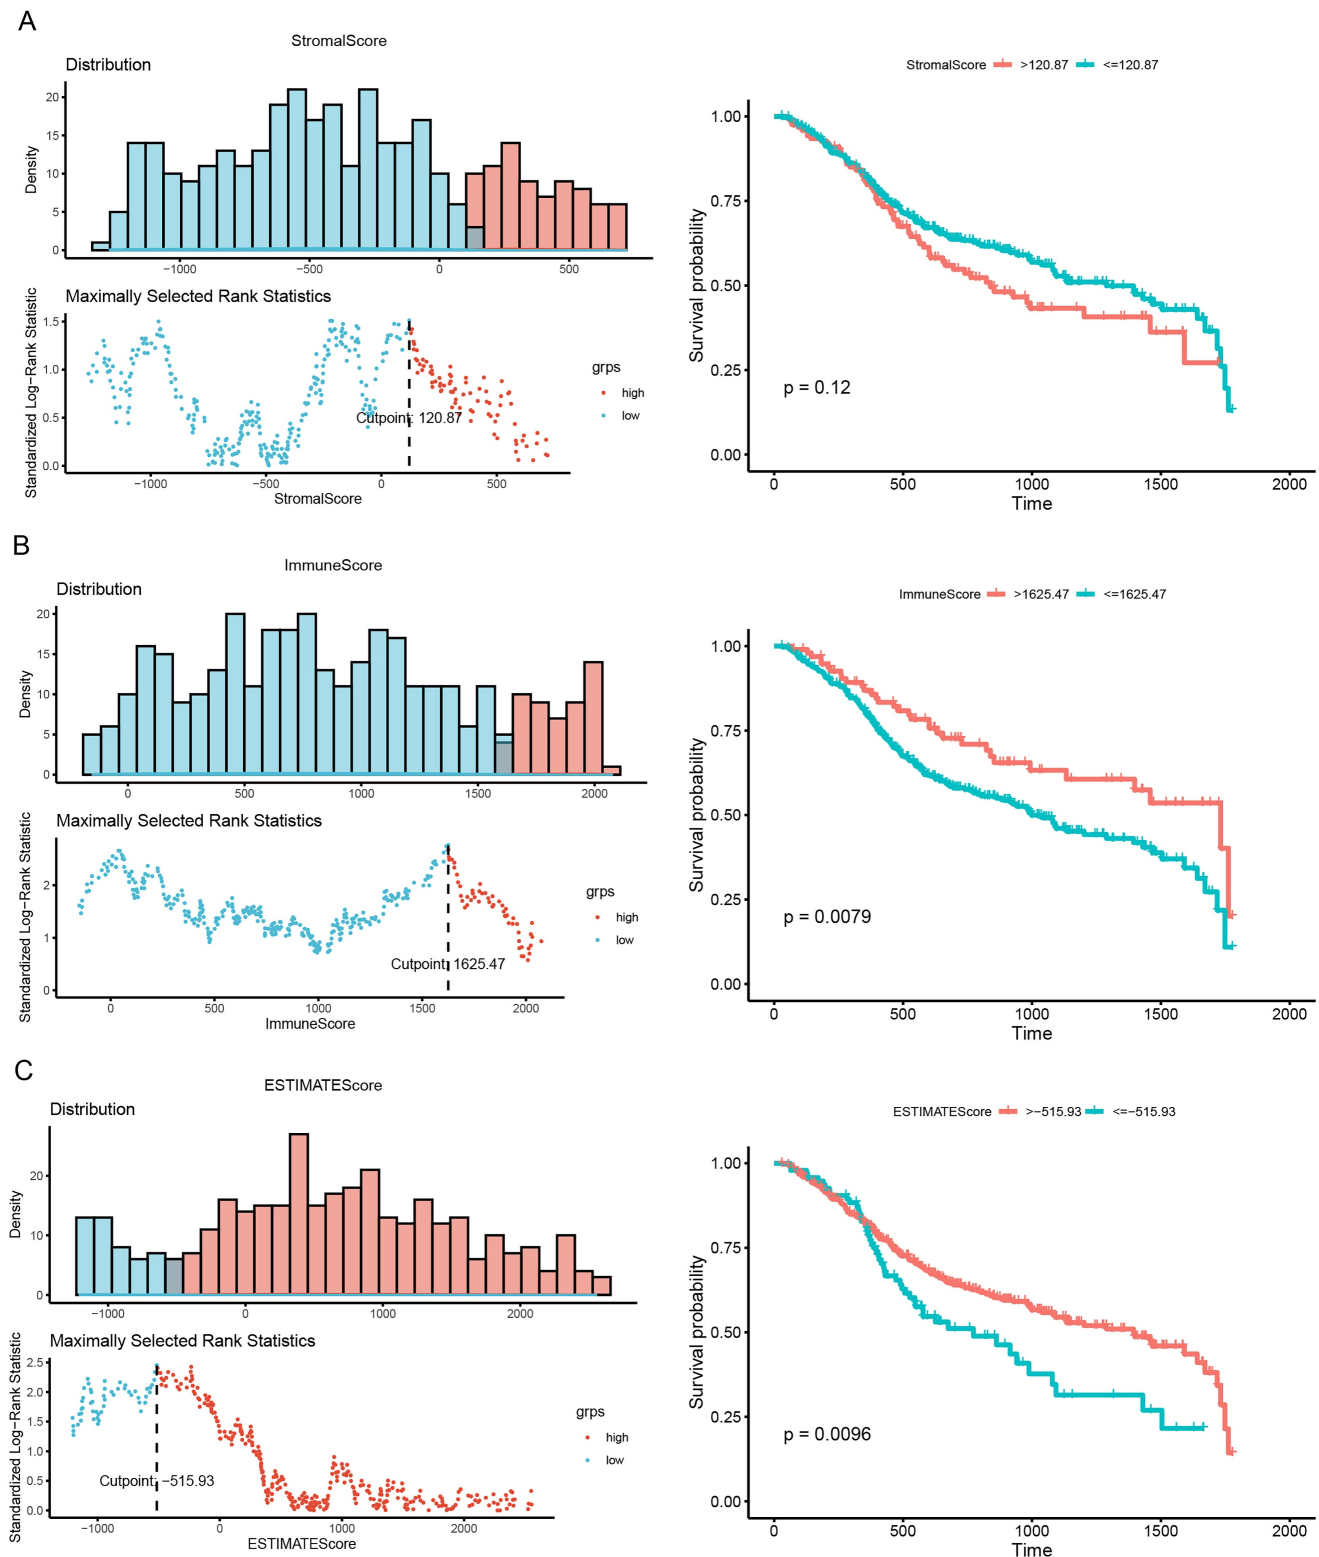 A
StromalScore
Distribution
Density
20
15
10
5
0
−1000 −500 0 500
Maximally Selected Rank Statistics
Standardized Log−Rank Statistic
1.5
1.0
0.5
0.0
Cutpoint: 120.87
grps
high
low
−1000 −500 0 500
StromalScore
StromalScore >120.87 <=120.87
Survival probability
1.00
0.75
0.50
0.25
0.00
p = 0.12
0 500 1000 1500 2000
Time
B
ImmuneScore
Distribution
Density
20
15
10
5
0
0 500 1000 1500 2000
Maximally Selected Rank Statistics
Standardized Log−Rank Statistic
2
1
0
Cutpoint: 1625.47
grps
high
low
0 500 1000 1500 2000
ImmuneScore
ImmuneScore >1625.47 <=1625.47
Survival probability
1.00
0.75
0.50
0.25
0.00
p = 0.0079
0 500 1000 1500 2000
Time
C
ESTIMATEScore
Distribution
Density
20
10
0
−1000 0 1000 2000
Maximally Selected Rank Statistics
Standardized Log−Rank Statistic
2.5
2.0
1.5
1.0
0.5
0.0
Cutpoint: −515.93
grps
high
low
−1000 0 1000 2000
ESTIMATEScore
ESTIMATEScore >−515.93 <=−515.93
Survival probability
1.00
0.75
0.50
0.25
0.00
p = 0.0096
0 500 1000 1500 2000
Time